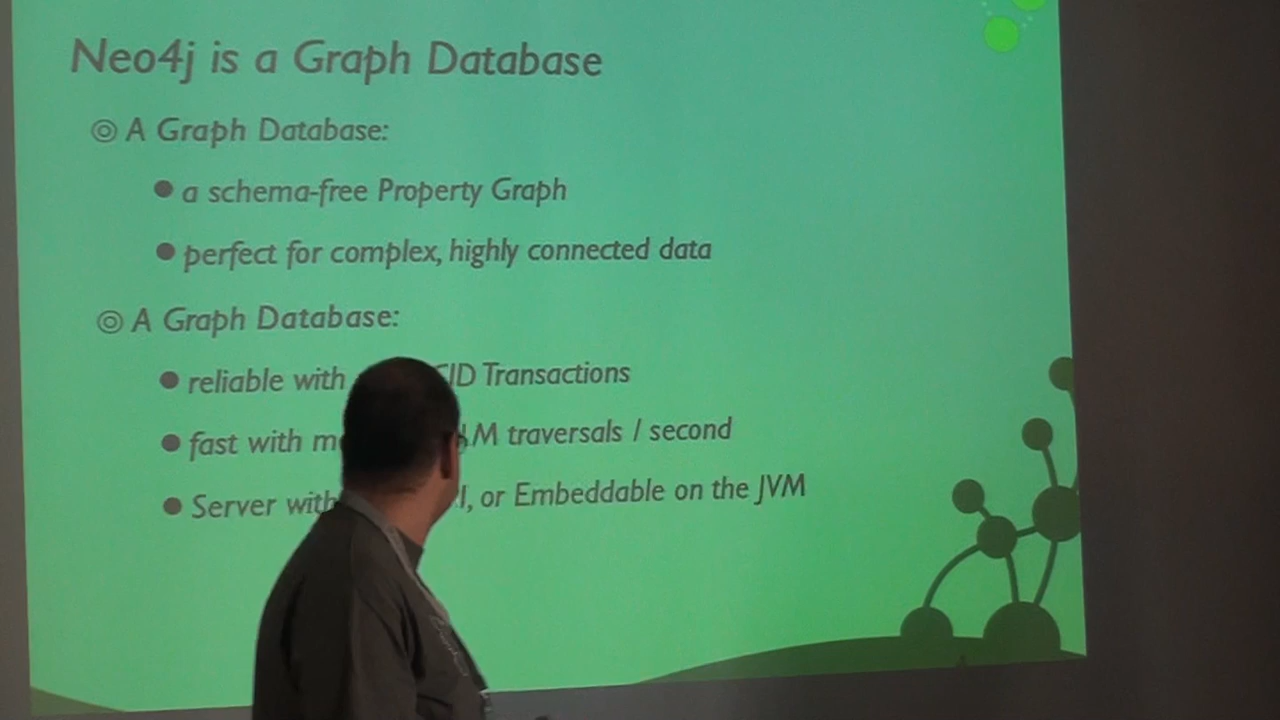 Neo4j is a Graph Database
A Graph Database:
a schema-free Property Graph
perfect for complex, highly connected data
A Graph Database:
reliable with Transactions
fast with traversals / second
Server with or Embeddable on the JVM